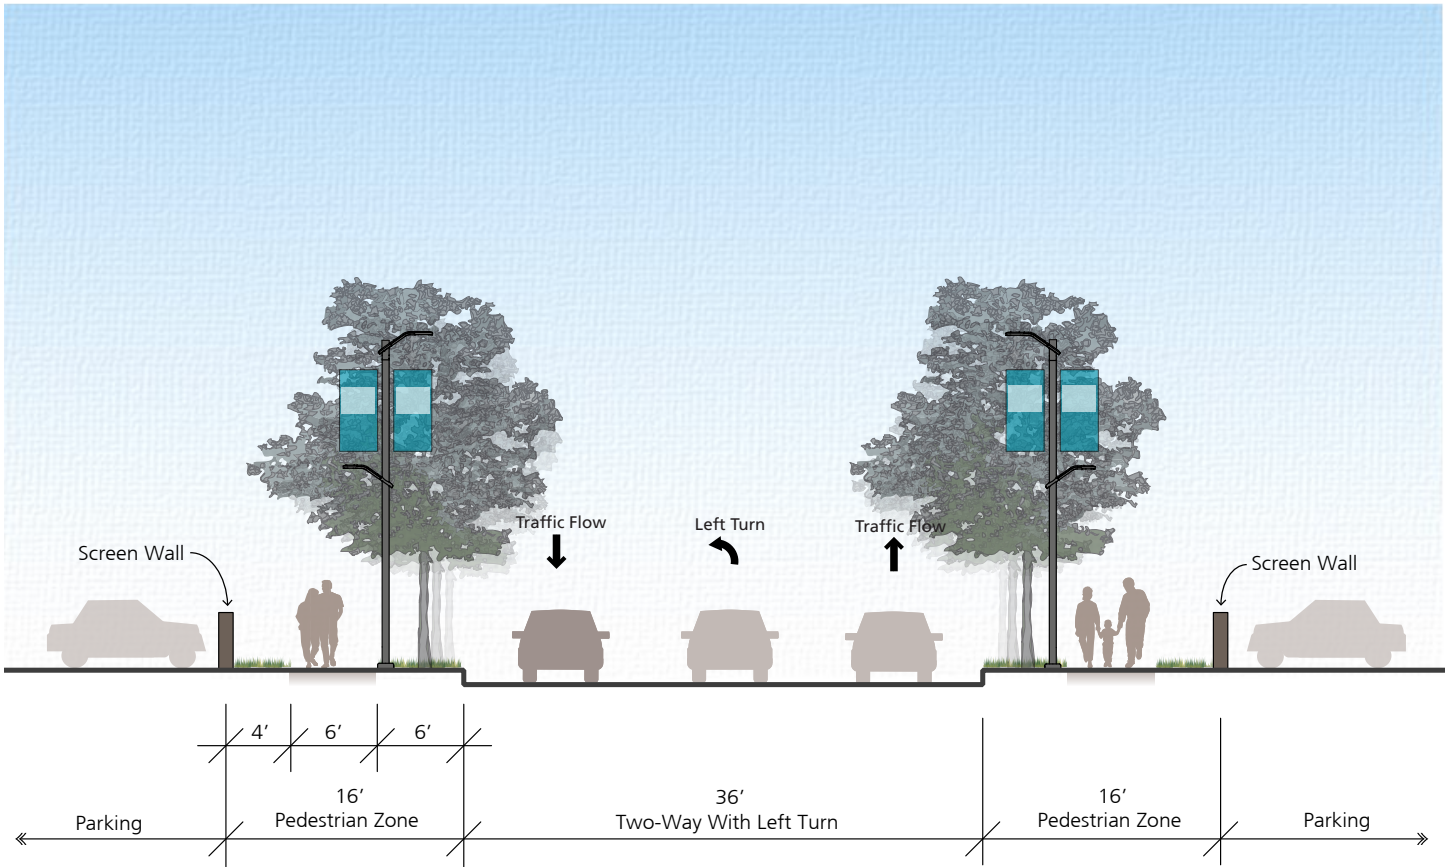 Traffic Flow
Left Turn
Traffic Flow
Screen Wall
Screen Wall
4’
6’
6’
16’
Pedestrian Zone
36’
Two-Way With Left Turn
16’
Pedestrian Zone
Parking
Parking